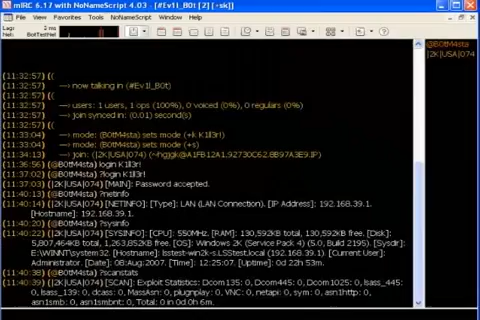 mIRC 6.17 with NoNameScript 4.03 - [#Ev1l_B0t [2] [-sk]]
File View Favorites Tools NoNameScript Commands Window Help
Lag:
Net:
2 ms
BotTestNet
@B0tM4sta
|2K|USA|074
(11:32:57) ((
(11:32:57) —› now talking in (#Ev1l_B0t)
(11:32:57) ((
(11:32:57) —› users: 1 users, 1 ops (100%), 0 voiced (0%), 0 regulars (0%)
(11:32:57) —› join synced in: (0.01) second(s)
(11:32:57) ((
(11:33:04) —› mode: (B0tM4sta) sets mode (+k K1ll3r!)
(11:33:04) —› mode: (B0tM4sta) sets mode (+s)
(11:34:13) —› join: (|2K|USA|074) (~hgjgk@A1FB12A1.92730C62.8B97A3E9.IP)
(11:36:56) (@B0tM4sta) login K1ll3r!
(11:37:02) (@B0tM4sta) ?login K1ll3r!
(11:37:03) (|2K|USA|074) [MAIN]: Password accepted.
(11:40:13) (@B0tM4sta) ?netinfo
(11:40:14) (|2K|USA|074) [NETINFO]: [Type]: LAN (LAN Connection). [IP Address]: 192.168.39.1.
[Hostname]: 192.168.39.1.
(11:40:20) (@B0tM4sta) ?sysinfo
(11:40:22) (|2K|USA|074) [SYSINFO]: [CPU]: 550MHz. [RAM]: 130,592KB total, 130,592KB free. [Disk]:
5,807,464KB total, 1,263,852KB free. [OS]: Windows 2K (Service Pack 4) (5.0, Build 2195). [Sysdir]:
E:\WINNT\system32. [Hostname]: lsstest-win2k-s.LSStest.local (192.168.39.1). [Current User]:
Administrator. [Date]: 08:Aug:2007. [Time]: 12:25:07. [Uptime]: 0d 22h 53m.
(11:40:38) (@B0tM4sta) ?scanstats
(11:40:39) (|2K|USA|074) [SCAN]: Exploit Statistics: Dcom135: 0, Dcom445: 0, Dcom1025: 0, lsass_445:
0, lsass_139: 0, dcass: 0, MassAsn: 0, plugnplay: 0, VNC: 0, netapi: 0, sym: 0, asn1http: 0,
asn1smb: 0, asn1smbnt: 0, Total: 0 in 0d 0h 6m.